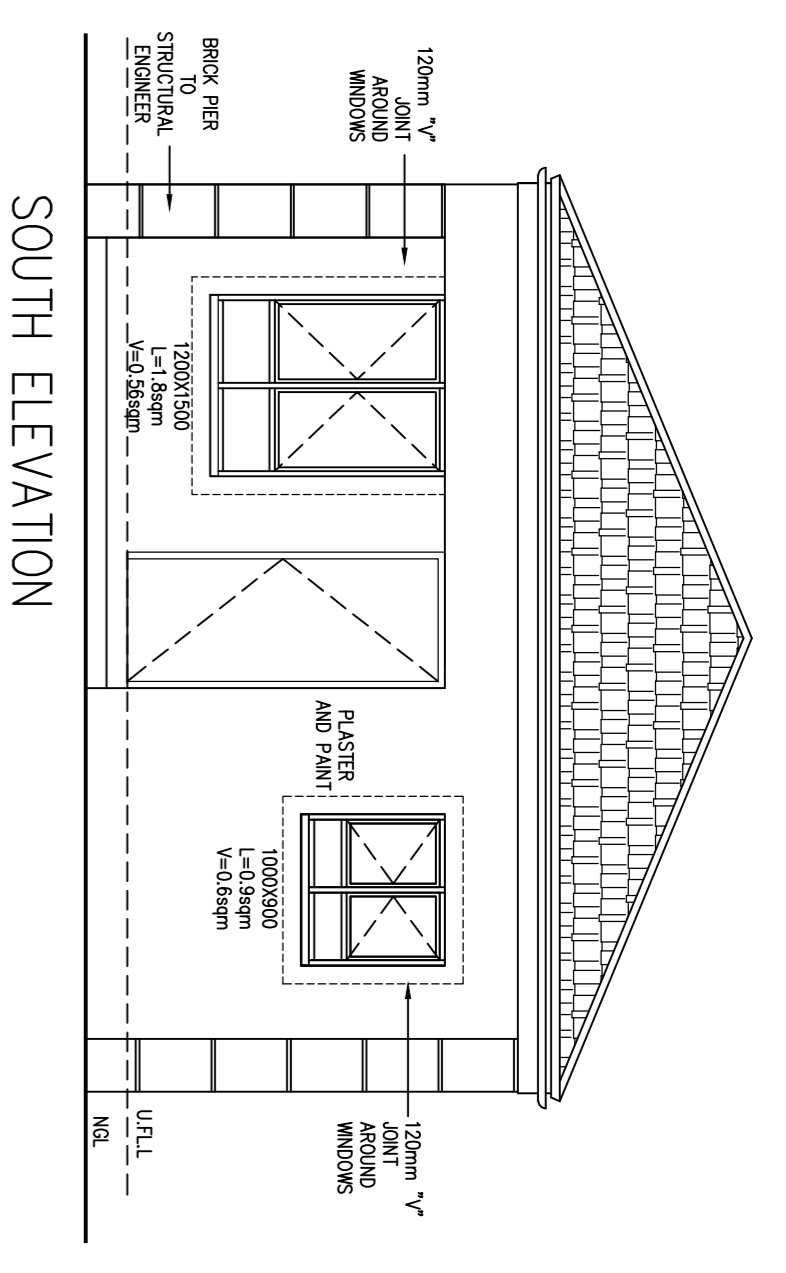 120mm "V"
JOINT
AROUND
WINDOWS
BRICK PIER
TO
STRUCTURAL
ENGINEER
1200X1500
L=1.8sqm
V=0.56sqm
PLASTER
AND PAINT
1000X900
L=0.9sqm
V=0.6sqm
120mm "V"
JOINT
AROUND
WINDOWS
U.FL.L
NGL
SOUTH ELEVATION